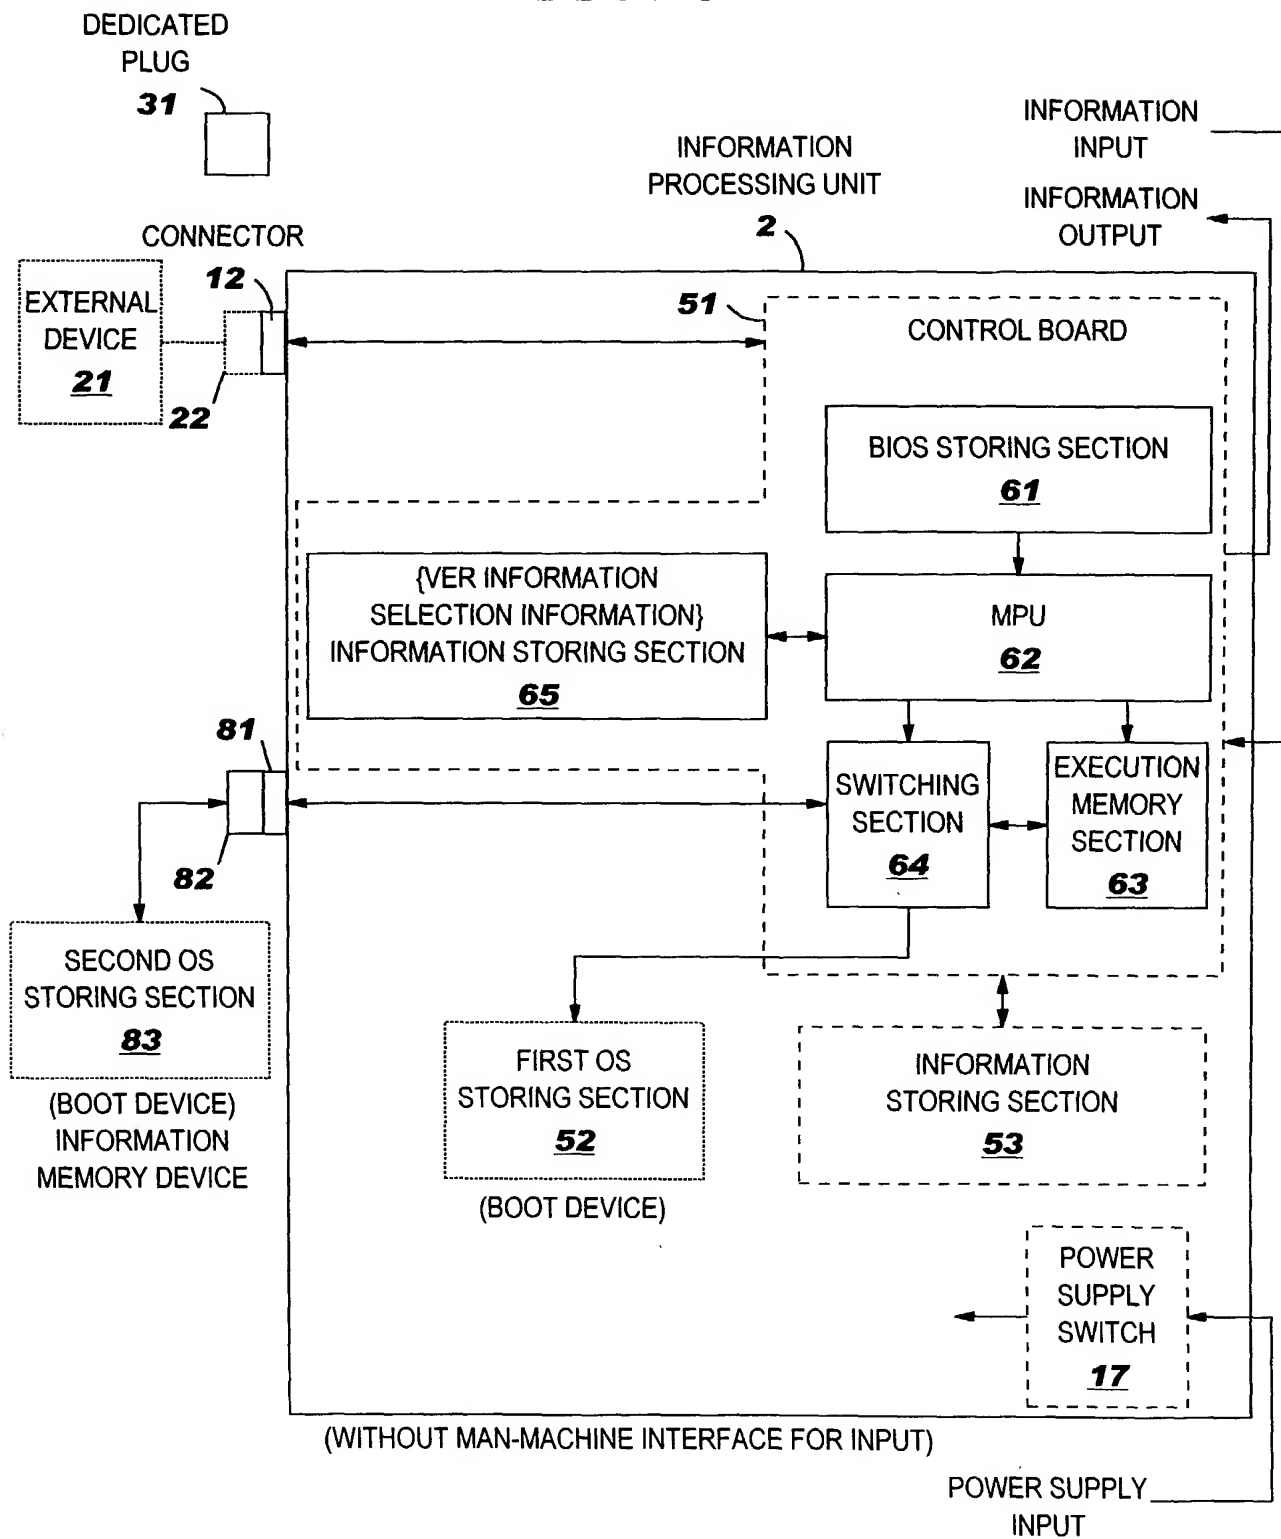 DEDICATED
PLUG
31
INFORMATION
INPUT
INFORMATION
PROCESSING UNIT
2
INFORMATION
OUTPUT
CONNECTOR
12
EXTERNAL
DEVICE
21
22
51
CONTROL BOARD
BIOS STORING SECTION
61
{VER INFORMATION
SELECTION INFORMATION}
INFORMATION STORING SECTION
65
MPU
62
81
82
SWITCHING
SECTION
64
EXECUTION
MEMORY
SECTION
63
SECOND OS
STORING SECTION
83
(BOOT DEVICE)
INFORMATION
MEMORY DEVICE
FIRST OS
STORING SECTION
52
(BOOT DEVICE)
INFORMATION
STORING SECTION
53
POWER
SUPPLY
SWITCH
17
(WITHOUT MAN-MACHINE INTERFACE FOR INPUT)
POWER SUPPLY
INPUT